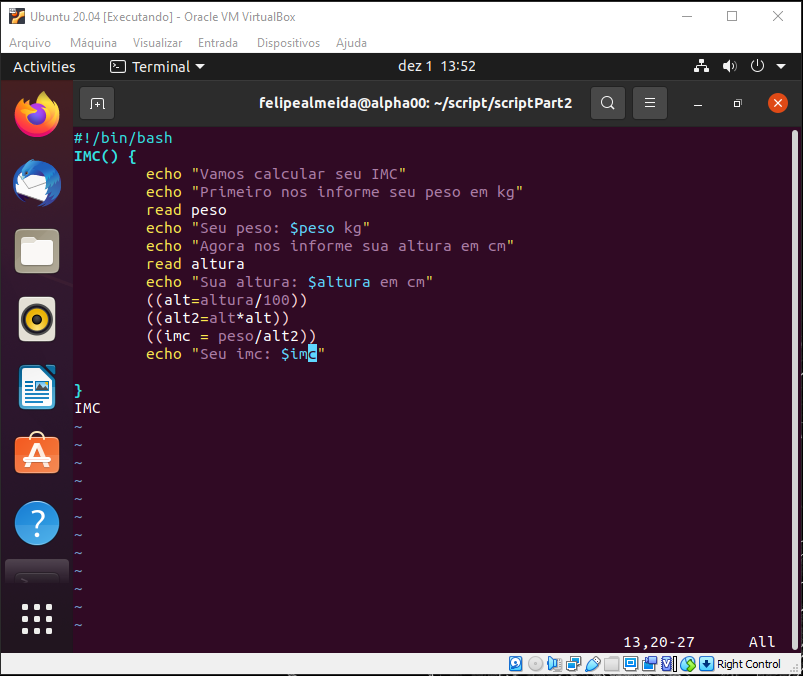 Ubuntu 20.04 [Executando] - Oracle VM VirtualBox
Arquivo Máquina Visualizar Entrada Dispositivos Ajuda
Activities Terminal dez 1 13:52
felipealmeida@alpha00: ~/script/scriptPart2
#!/bin/bash
IMC() {
echo "Vamos calcular seu IMC"
echo "Primeiro nos informe seu peso em kg"
read peso
echo "Seu peso: $peso kg"
echo "Agora nos informe sua altura em cm"
read altura
echo "Sua altura: $altura em cm"
((alt=altura/100))
((alt2=alt*alt))
((imc = peso/alt2))
echo "Seu imc: $imc"
}
IMC
~
~
~
~
~
~
~
~
~
~
~
~
13,20-27 All
Right Control